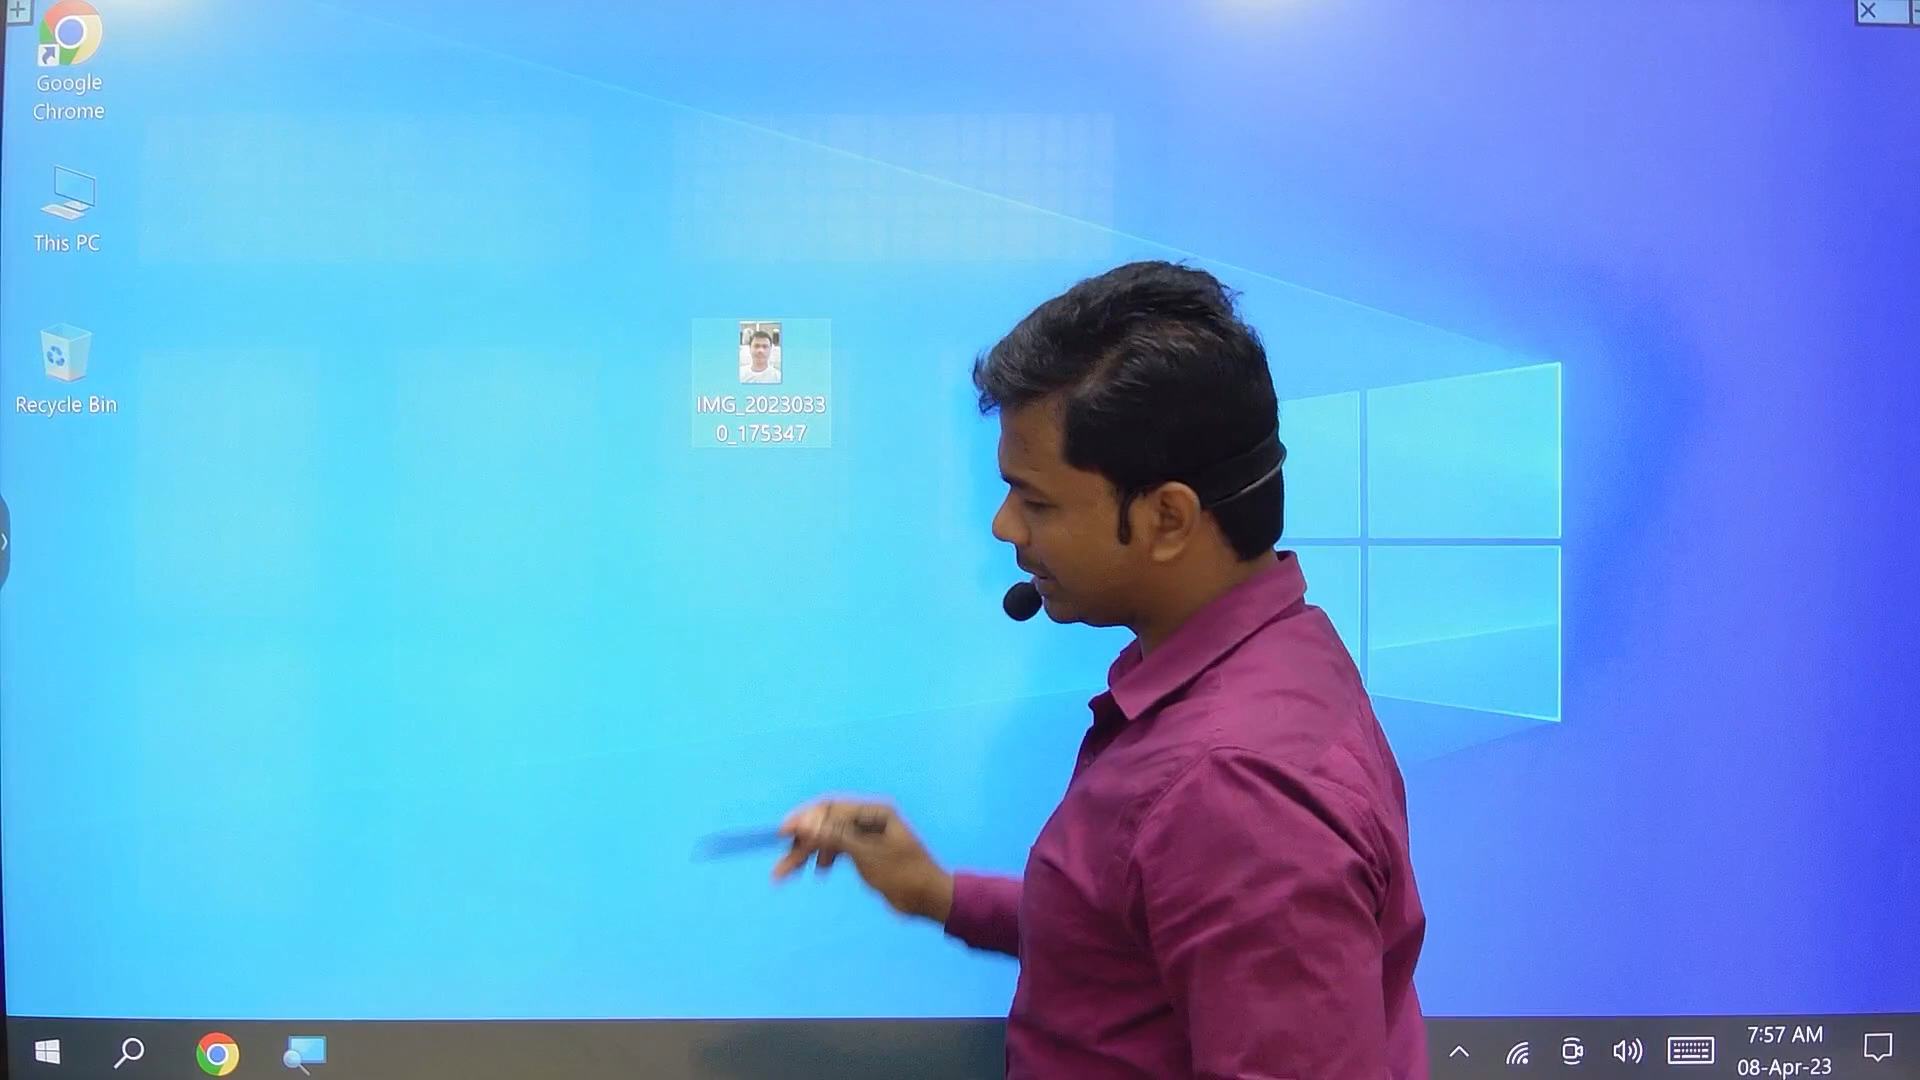 Google
Chrome
This PC
Recycle Bin
IMG_2023033
0_175347
7:57 AM
08-Apr-23